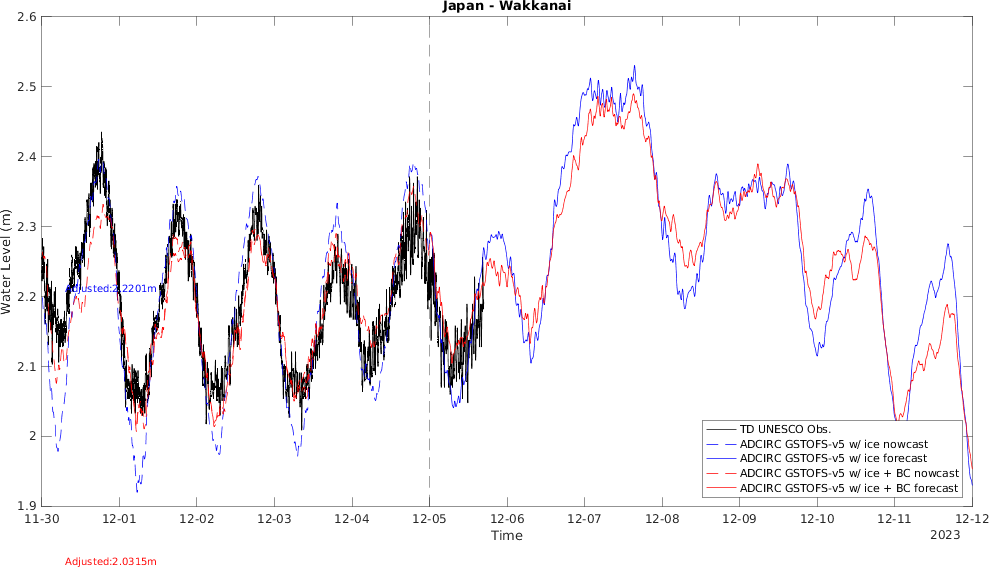 Japan - Wakkanai
2.6
2.5
2.4
2.3
2.2
2.1
2
1.9
Water Level (m)
Adjusted:2.2201m
TD UNESCO Obs.
ADCIRC GSTOFS-v5 w/ ice nowcast
ADCIRC GSTOFS-v5 w/ ice forecast
ADCIRC GSTOFS-v5 w/ ice + BC nowcast
ADCIRC GSTOFS-v5 w/ ice + BC forecast
11-30 12-01 12-02 12-03 12-04 12-05 12-06 12-07 12-08 12-09 12-10 12-11 12-12
Time
2023
Adjusted:2.0315m